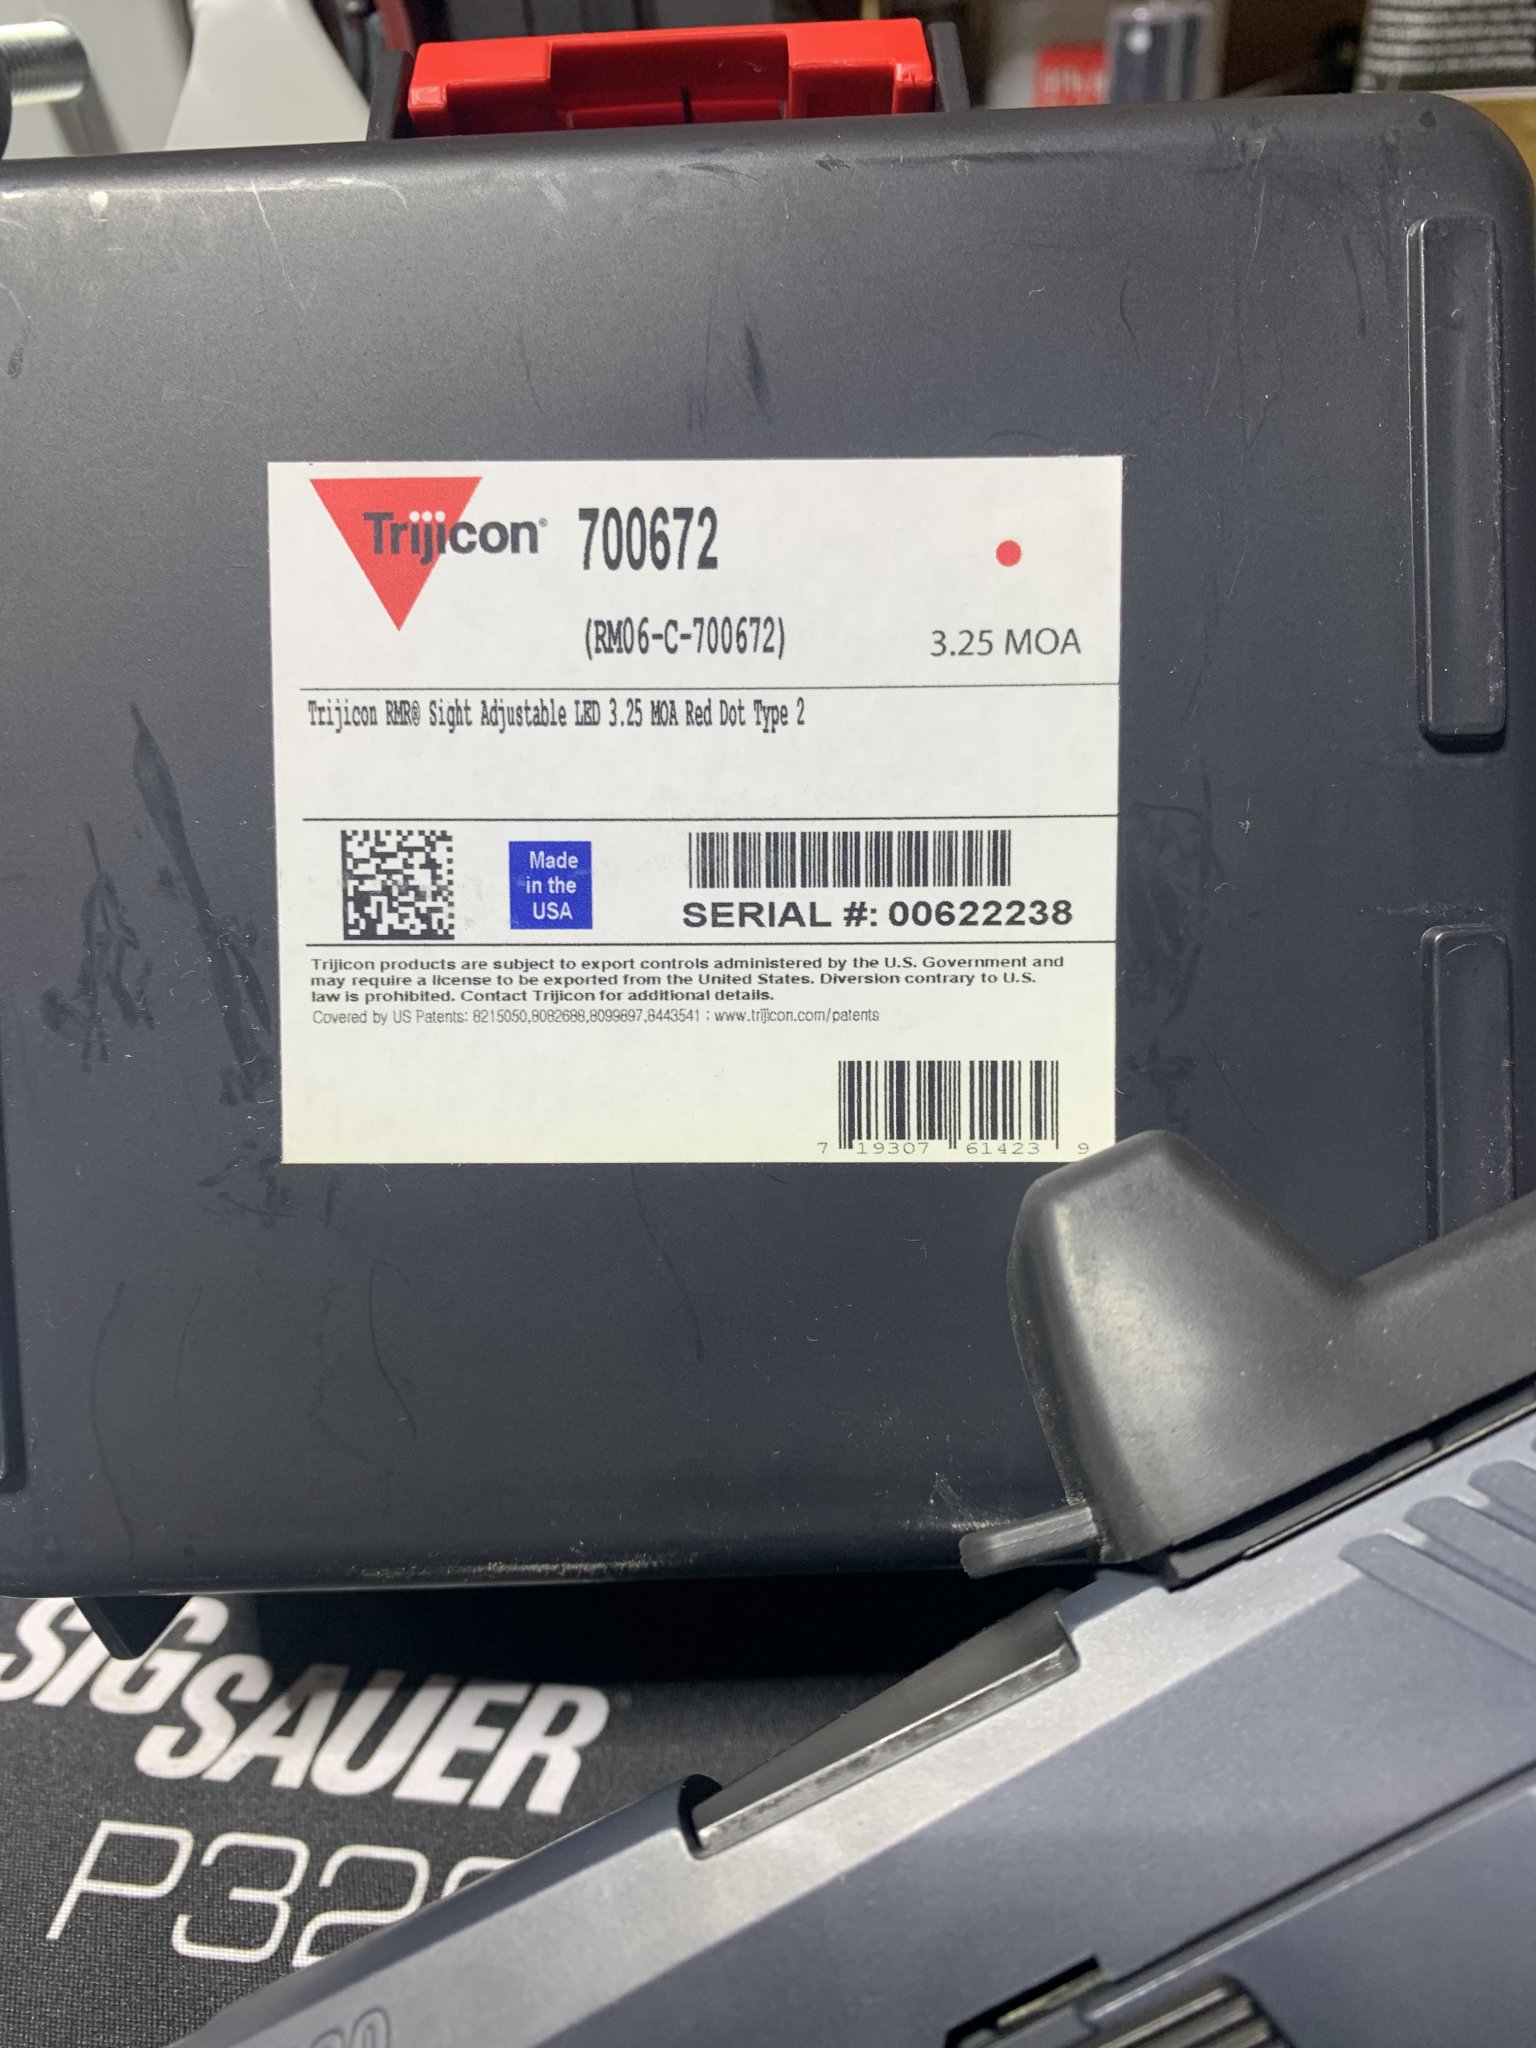 Trijicon® 700672
(RM06-C-700672)
3.25 MOA
Trijicon RMR® Sight Adjustable LED 3.25 MOA Red Dot Type 2
Made
in the
USA
SERIAL #: 00622238
Trijicon products are subject to export controls administered by the U.S. Government and
may require a license to be exported from the United States. Diversion contrary to U.S.
law is prohibited. Contact Trijicon for additional details.
Covered by US Patents: 8215050,8082688,8099897,8443541 ; www.trijicon.com/patents
7 19307 61423 9
SIG
SAUER
P32